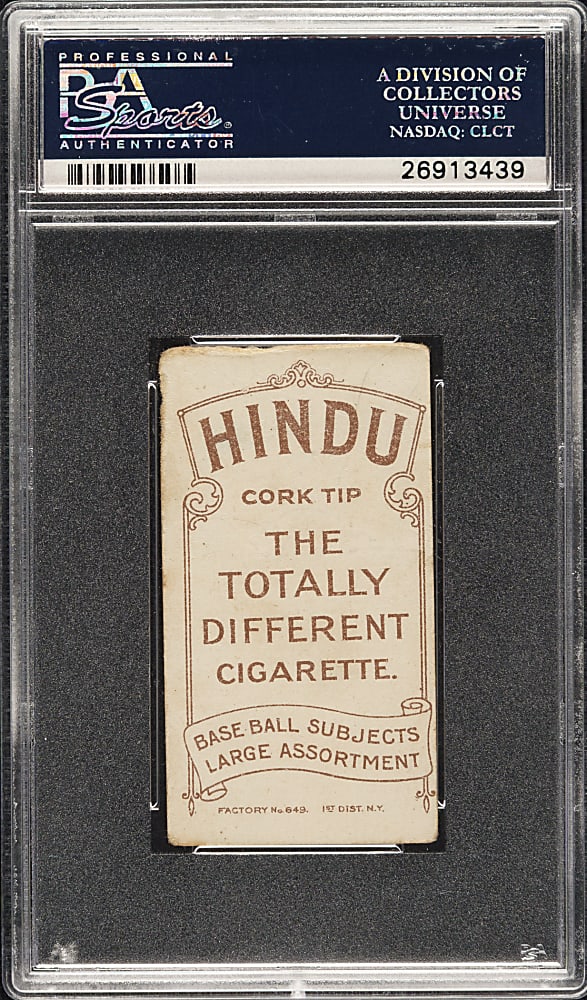 PROFESSIONAL
PSA
Sports®
AUTHENTICATOR
A DIVISION OF
COLLECTORS
UNIVERSE
NASDAQ: CLCT
26913439
HINDU
CORK TIP
THE
TOTALLY
DIFFERENT
CIGARETTE.
BASE BALL SUBJECTS
LARGE ASSORTMENT
FACTORY No. 649. 1ST DIST. N.Y.
PSA